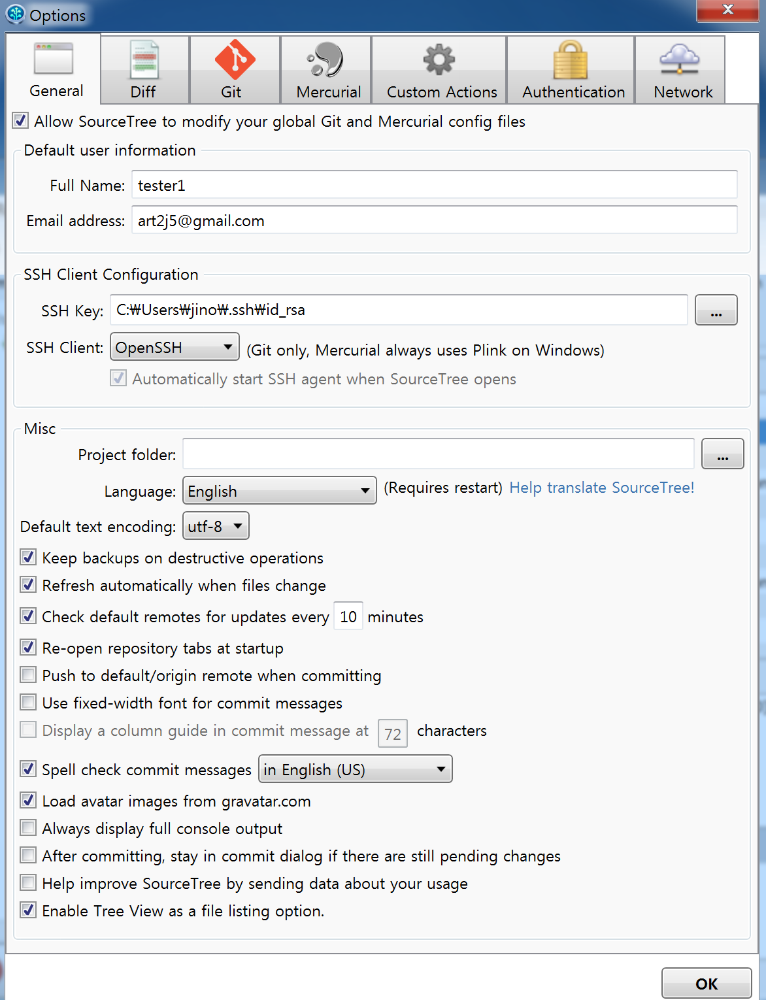 Options
General Diff Git Mercurial Custom Actions Authentication Network
Allow SourceTree to modify your global Git and Mercurial config files
Default user information
Full Name: tester1
Email address: art2j5@gmail.com
SSH Client Configuration
SSH Key: C:₩Users₩jino₩.ssh₩id_rsa ...
SSH Client: OpenSSH (Git only, Mercurial always uses Plink on Windows)
Automatically start SSH agent when SourceTree opens
Misc
Project folder: ...
Language: English (Requires restart) Help translate SourceTree!
Default text encoding: utf-8
Keep backups on destructive operations
Refresh automatically when files change
Check default remotes for updates every 10 minutes
Re-open repository tabs at startup
Push to default/origin remote when committing
Use fixed-width font for commit messages
Display a column guide in commit message at 72 characters
Spell check commit messages in English (US)
Load avatar images from gravatar.com
Always display full console output
After committing, stay in commit dialog if there are still pending changes
Help improve SourceTree by sending data about your usage
Enable Tree View as a file listing option.
OK